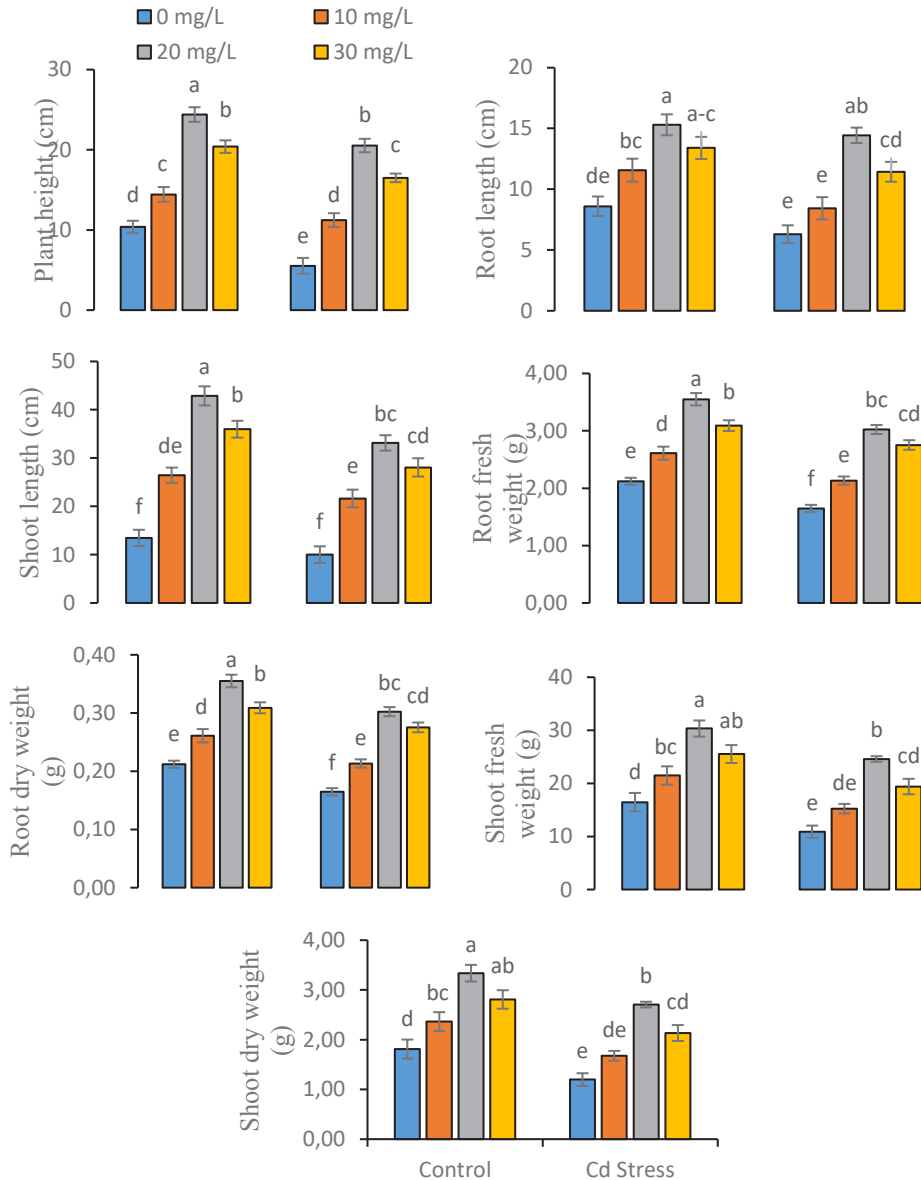 0 mg/L 10 mg/L
20 mg/L 30 mg/L
Plant height (cm)
30
20
10
0
d c a b
e d b c
Root length (cm)
20
15
10
5
0
de bc a a-c
e e ab cd
Shoot length (cm)
50
40
30
20
10
0
f de a b
f e bc cd
Root fresh
weight (g)
4,00
3,00
2,00
1,00
0,00
e d a b
f e bc cd
Root dry weight
(g)
0,40
0,30
0,20
0,10
0,00
e d a b
f e bc cd
Shoot fresh
weight (g)
40
30
20
10
0
d bc a ab
e de b cd
Shoot dry weight
(g)
4,00
3,00
2,00
1,00
0,00
d bc a ab
e de b cd
Control Cd Stress